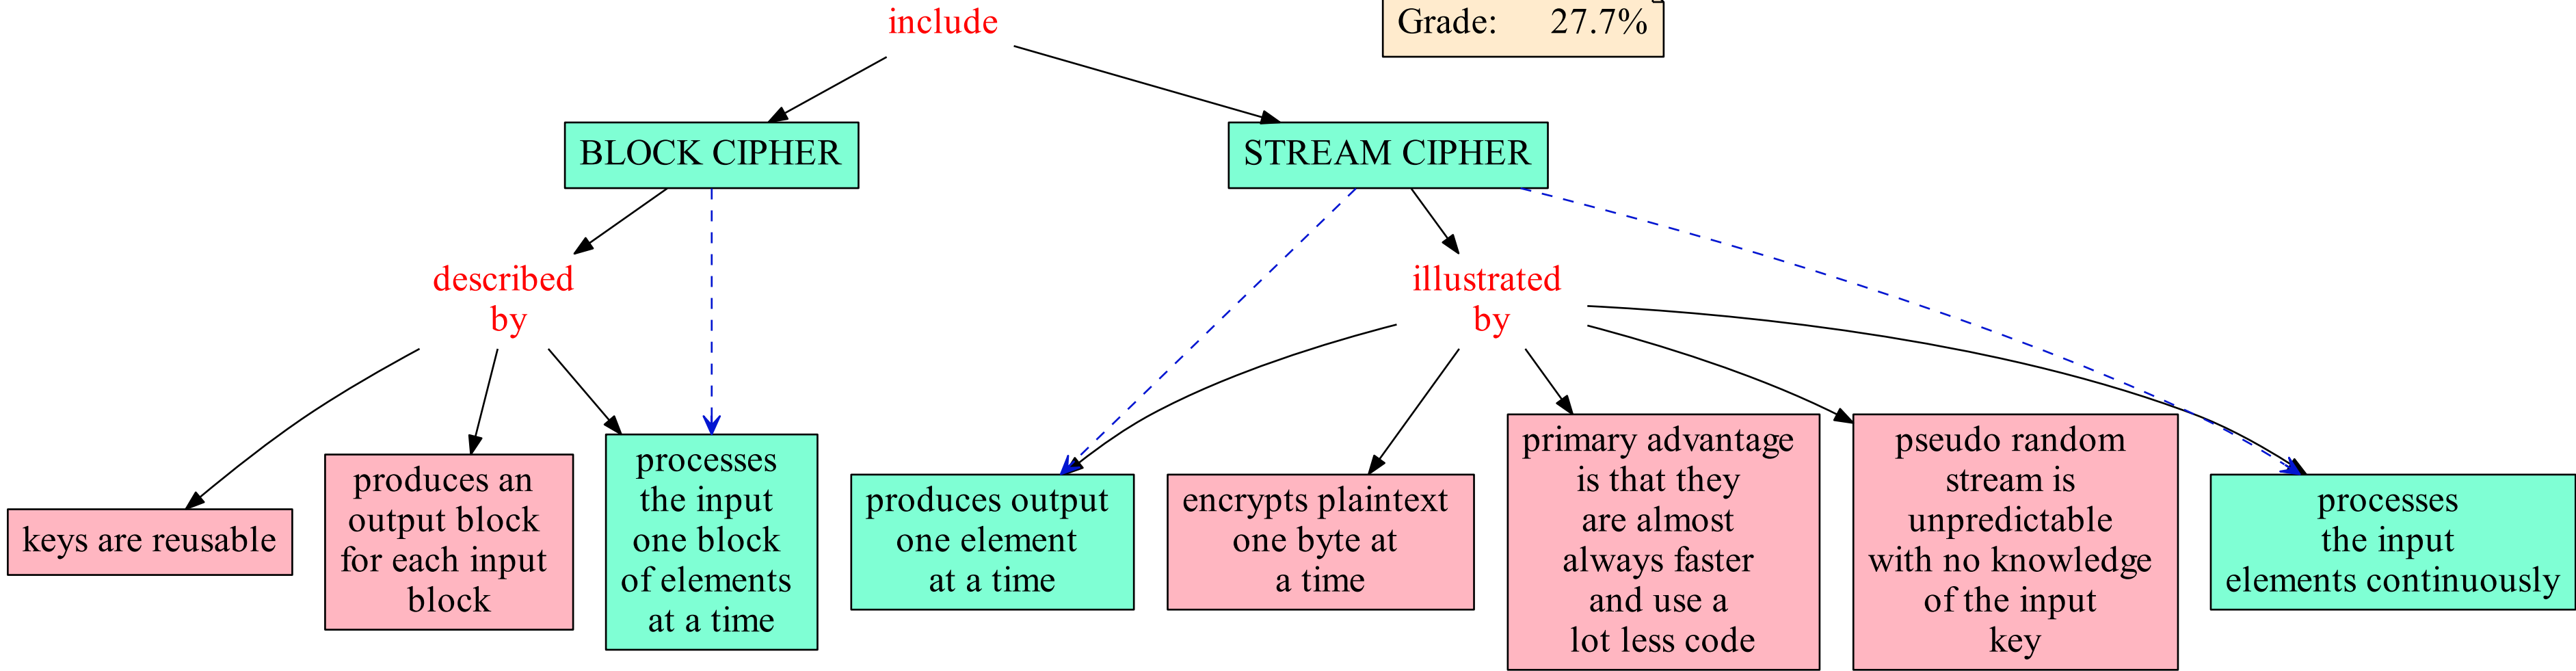 include
Grade: 27.7%
BLOCK CIPHER
STREAM CIPHER
described
by
illustrated
by
keys are reusable
produces an
output block
for each input
block
processes
the input
one block
of elements
at a time
produces output
one element
at a time
encrypts plaintext
one byte at
a time
primary advantage
is that they
are almost
always faster
and use a
lot less code
pseudo random
stream is
unpredictable
with no knowledge
of the input
key
processes
the input
elements continuously